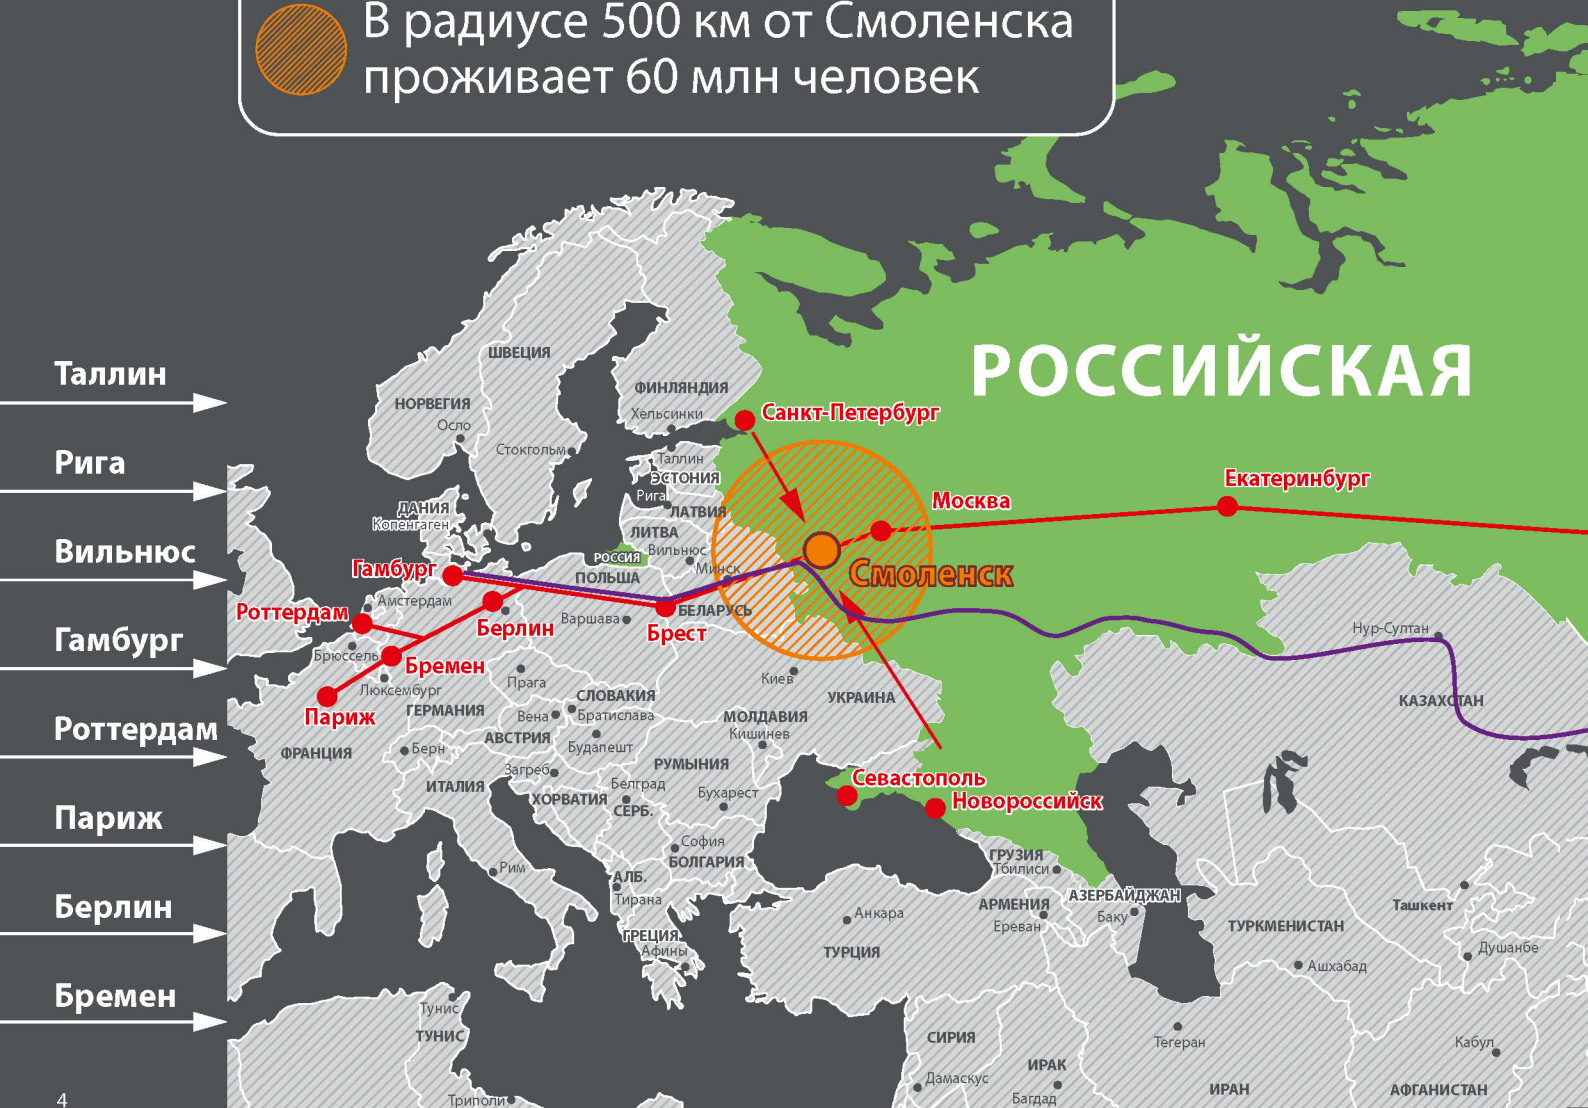 В радиусе 500 км от Смоленска
проживает 60 млн человек
РОССИЙСКАЯ
Таллин
Рига
Вильнюс
Гамбург
Роттердам
Париж
Берлин
Бремен
4
ШВЕЦИЯ
ФИНЛЯНДИЯ
НОРВЕГИЯ
Хельсинки
Осло
Стокгольм
Санкт-Петербург
Таллин
ЭСТОНИЯ
Рига
ЛАТВИЯ
ДАНИЯ
Копенгаген
ЛИТВА
Вильнюс
РОССИЯ
Минск
Москва
Екатеринбург
Смоленск
Гамбург
ПОЛЬША
Амстердам
Роттердам
Берлин
Варшава
БЕЛАРУСЬ
Брест
Брюссель
Бремен
Люксембург
Париж
Прага
Киев
УКРАИНА
Нур-Султан
КАЗАХСТАН
СЛОВАКИЯ
ГЕРМАНИЯ
Вена
Братислава
МОЛДАВИЯ
Кишинев
ФРАНЦИЯ
Берн
АВСТРИЯ
Будапешт
РУМЫНИЯ
Загреб
ИТАЛИЯ
ХОРВАТИЯ
Белград
СЕРБ.
Бухарест
Севастополь
Новороссийск
София
БОЛГАРИЯ
Рим
АЛБ.
Тирана
ГРУЗИЯ
Тбилиси
АЗЕРБАЙДЖАН
АРМЕНИЯ
Ереван
Баку
Ташкент
Анкара
ТУРЦИЯ
ГРЕЦИЯ
Афины
ТУРКМЕНИСТАН
Ашхабад
Душанбе
Тунис
ТУНИС
СИРИЯ
Дамаскус
ИРАК
Багдад
Тегеран
ИРАН
Кабул
АФГАНИСТАН
Триполи